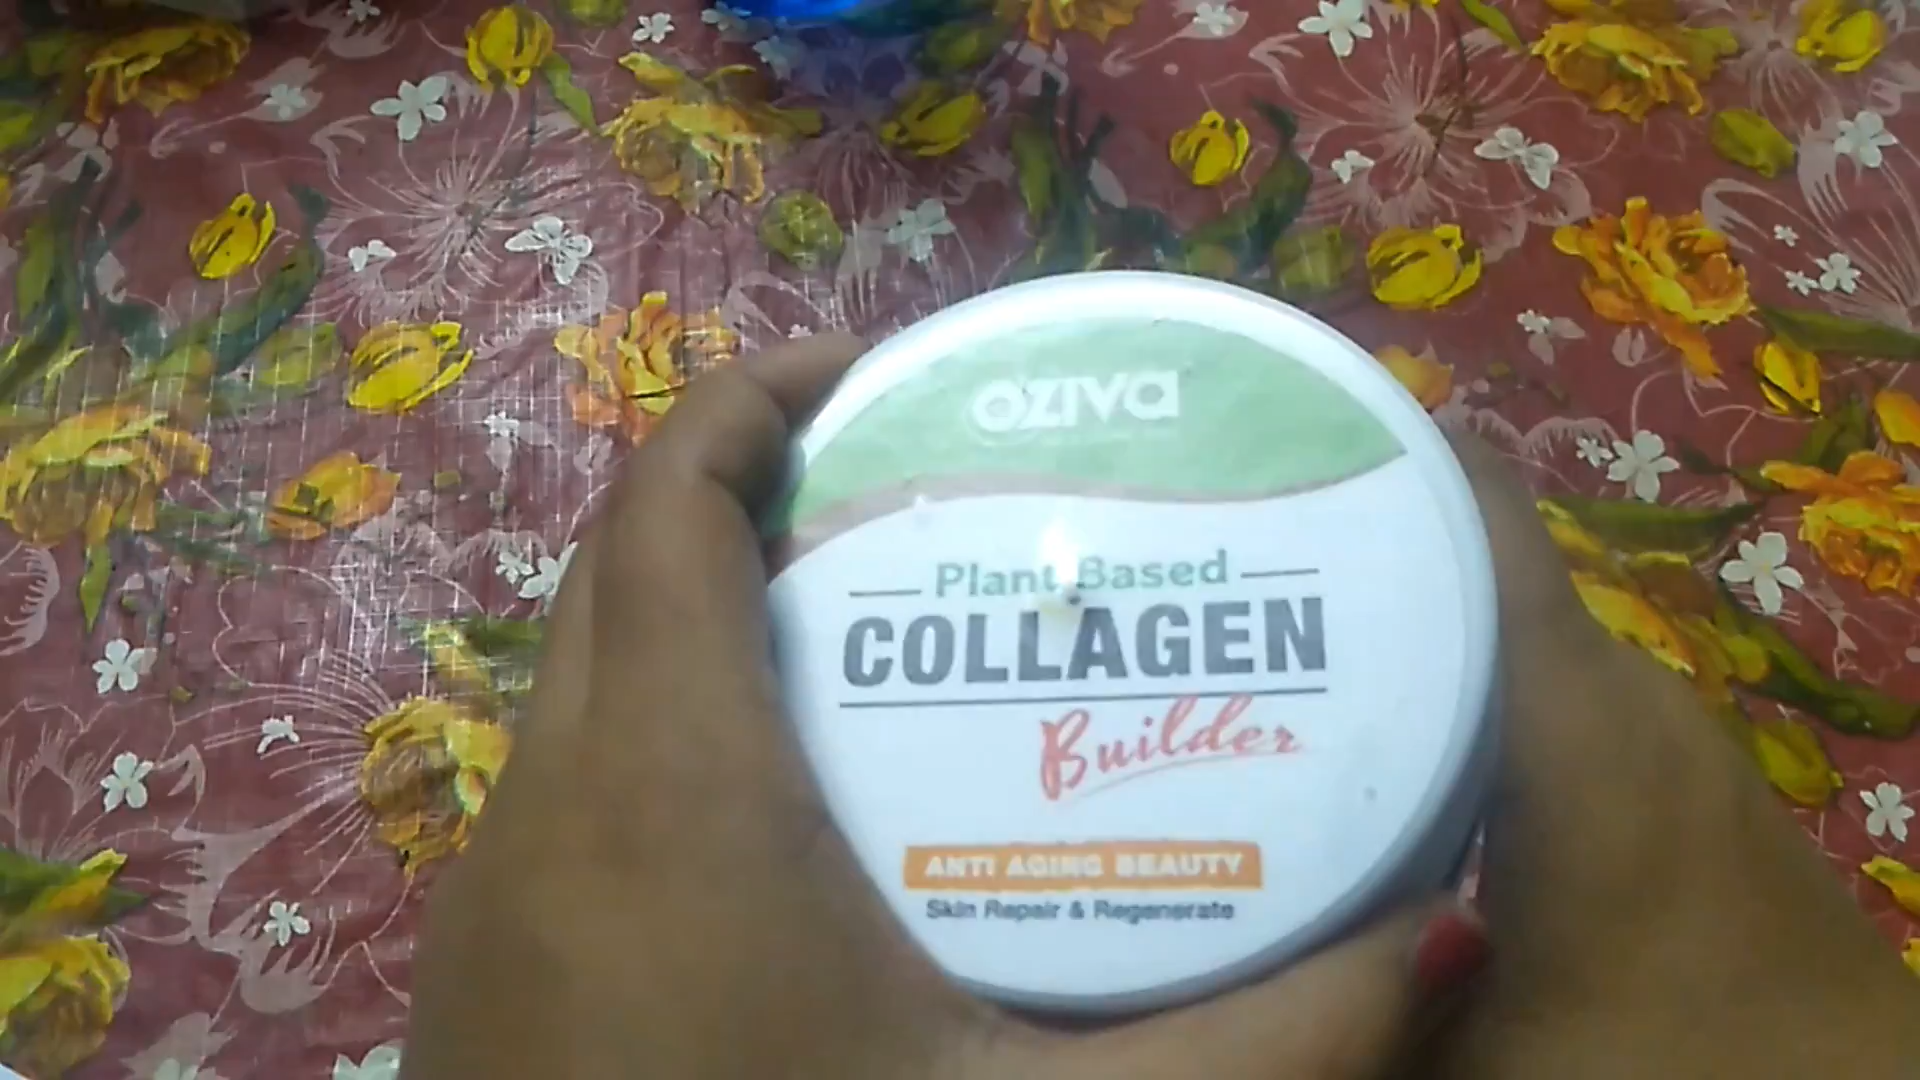 OZIVA
Plant Based
COLLAGEN
Builder
ANTI AGING BEAUTY
Skin Repair & Regenerate